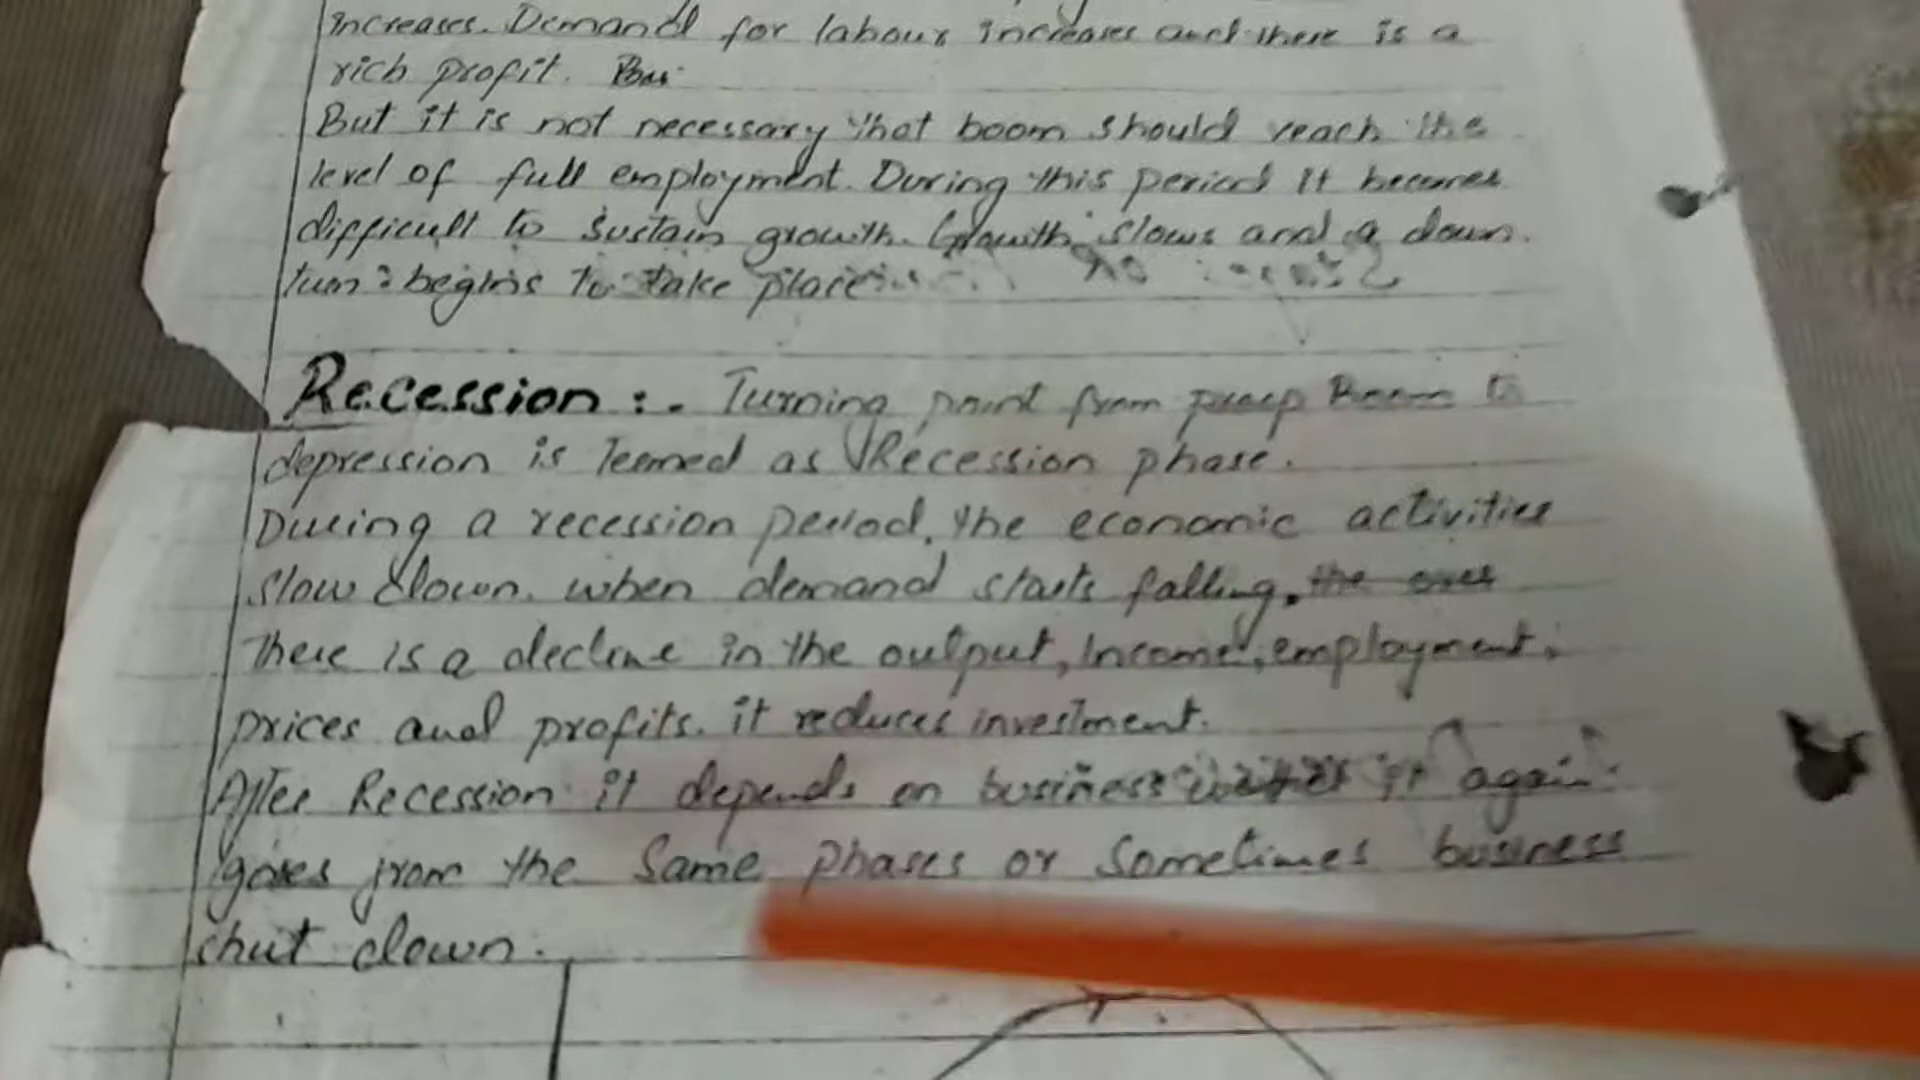 increases. Demand for labour increases and there is a
rich profit.
But it is not necessary that boom should reach the
level of full employment. During this period it becomes
difficult to sustain growth. Growth slows and a down.
turn begins to take place
Recession :- Turning point from Boom to
depression is Teemed as Recession phase.
During a recession period, the economic activities
slow down. when demand starts falling. the over
There is a decline in the output, Income, employment,
prices and profits. it reduces investment.
After Recession it depends on business it again
goes from the same phases or sometimes business
shut down.